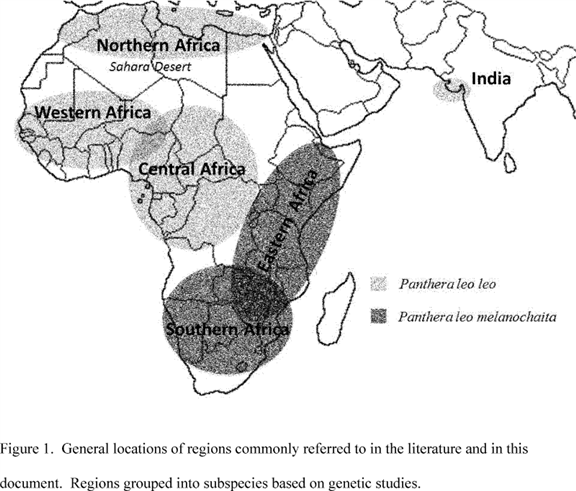 Northern Africa
Sahara Desert
India
Western Africa
Central Africa
Eastern Africa
Panthera leo leo
Panthera leo melanochaita
Southern Africa
Figure 1. General locations of regions commonly referred to in the literature and in this
document. Regions grouped into subspecies based on genetic studies.